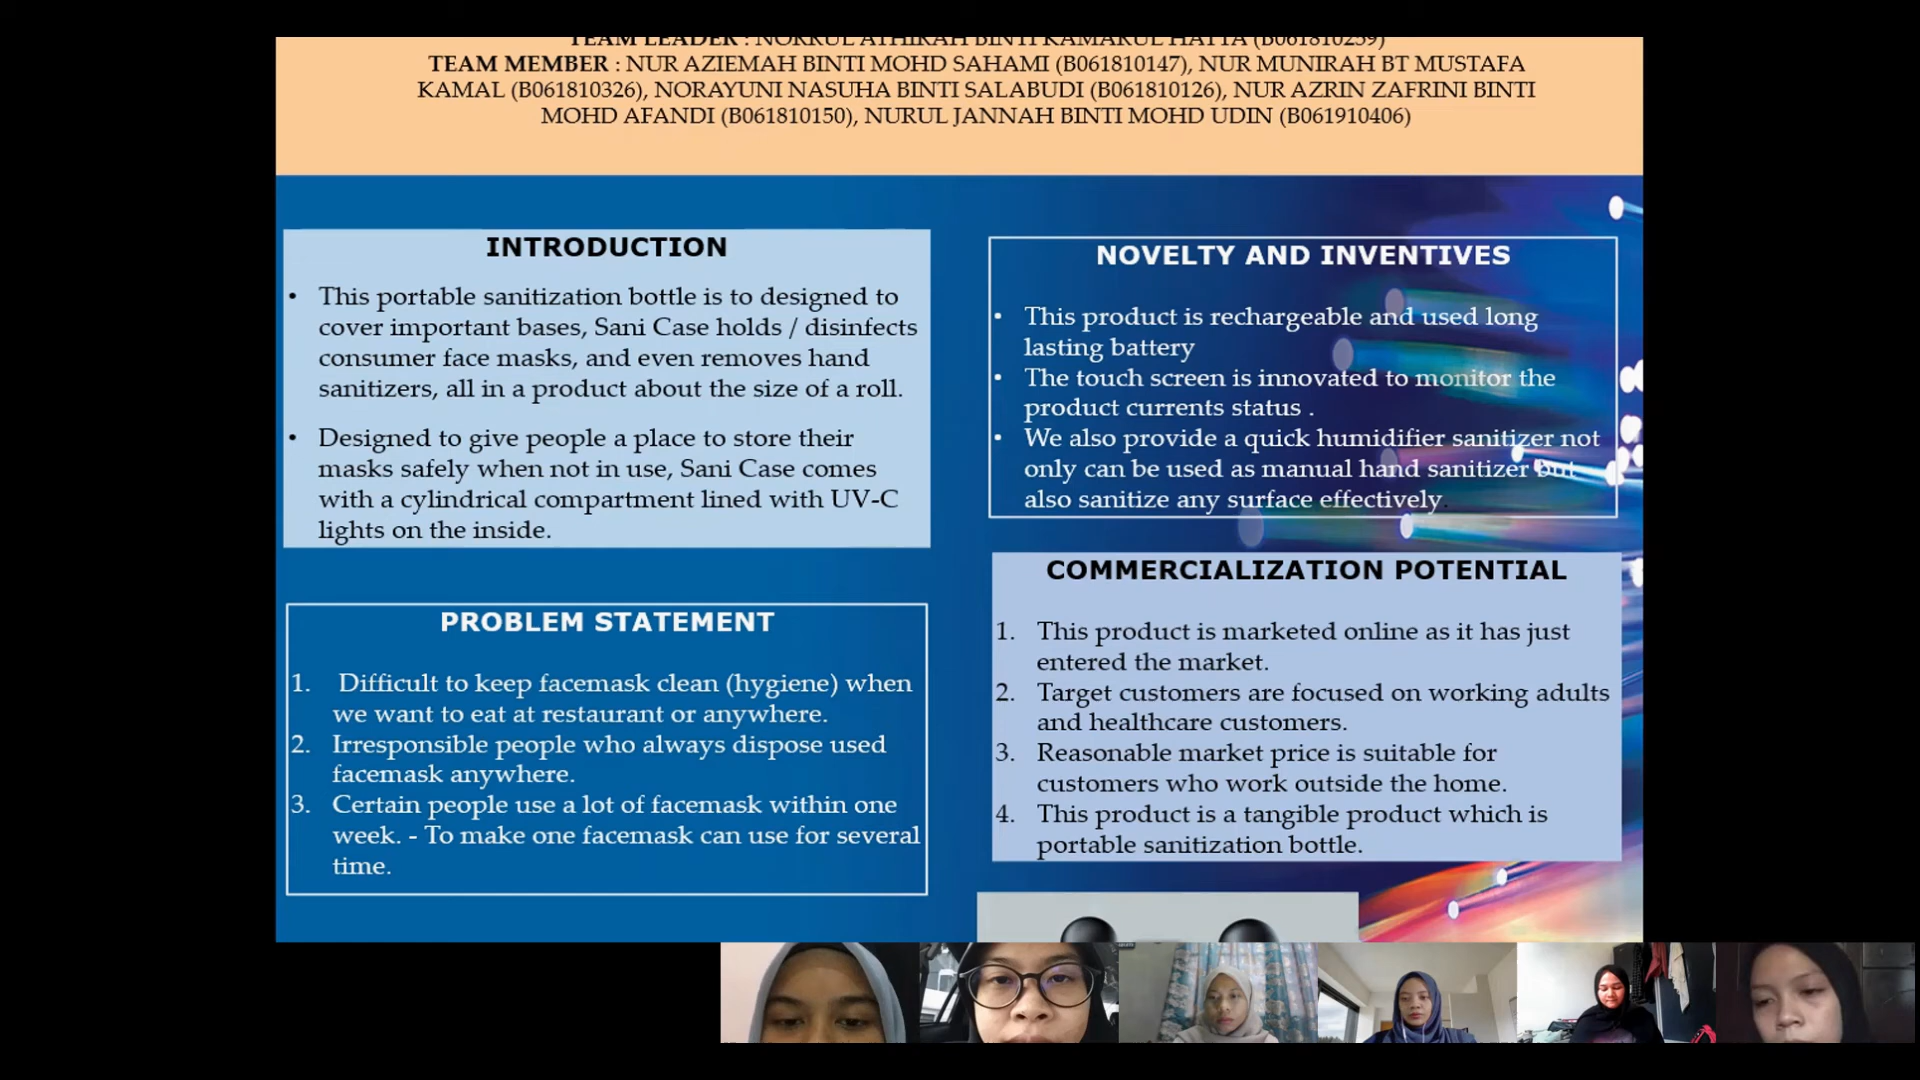 TEAM LEADER : NORRUL ATHIRAH BINTI KAMARUL HATTA (B061810259)
TEAM MEMBER : NUR AZIEMAH BINTI MOHD SAHAMI (B061810147), NUR MUNIRAH BT MUSTAFA
KAMAL (B061810326), NORAYUNI NASUHA BINTI SALABUDI (B061810126), NUR AZRIN ZAFRINI BINTI
MOHD AFANDI (B061810150), NURUL JANNAH BINTI MOHD UDIN (B061910406)
INTRODUCTION
• This portable sanitization bottle is to designed to
cover important bases, Sani Case holds / disinfects
consumer face masks, and even removes hand
sanitizers, all in a product about the size of a roll.
• Designed to give people a place to store their
masks safely when not in use, Sani Case comes
with a cylindrical compartment lined with UV-C
lights on the inside.
PROBLEM STATEMENT
1. Difficult to keep facemask clean (hygiene) when
we want to eat at restaurant or anywhere.
2. Irresponsible people who always dispose used
facemask anywhere.
3. Certain people use a lot of facemask within one
week. - To make one facemask can use for several
time.
NOVELTY AND INVENTIVES
• This product is rechargeable and used long
lasting battery
• The touch screen is innovated to monitor the
product currents status .
• We also provide a quick humidifier sanitizer not
only can be used as manual hand sanitizer but
also sanitize any surface effectively.
COMMERCIALIZATION POTENTIAL
1. This product is marketed online as it has just
entered the market.
2. Target customers are focused on working adults
and healthcare customers.
3. Reasonable market price is suitable for
customers who work outside the home.
4. This product is a tangible product which is
portable sanitization bottle.